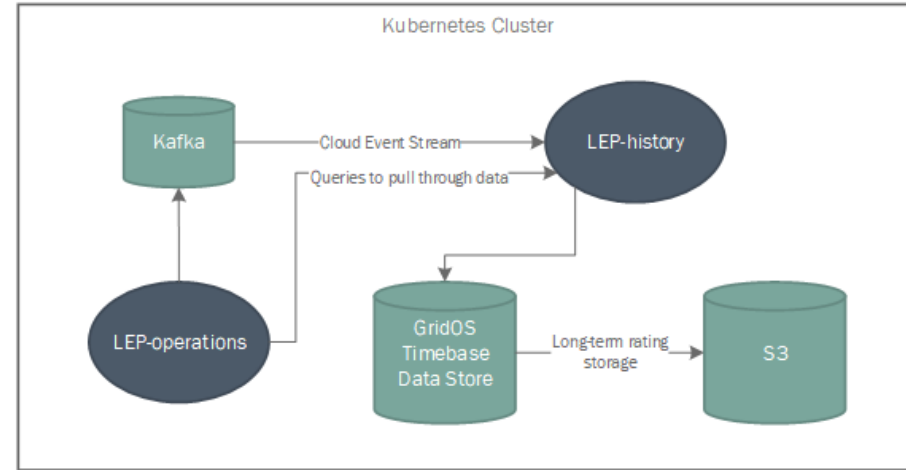 Kubernetes Cluster
Kafka
Cloud Event Stream
LEP-history
Queries to pull through data
LEP-operations
GridOS
Timebase
Data Store
Long-term rating
storage
S3